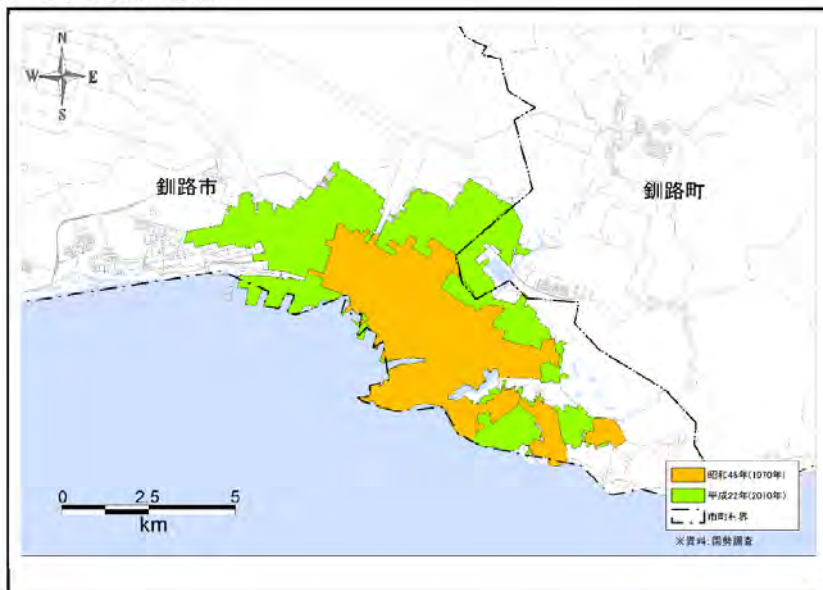 N
W E
S
釧路市
釧路町
0 2.5 5
km
昭和45年(1970年)
平成22年(2010年)
市町村界
※資料:国勢調査